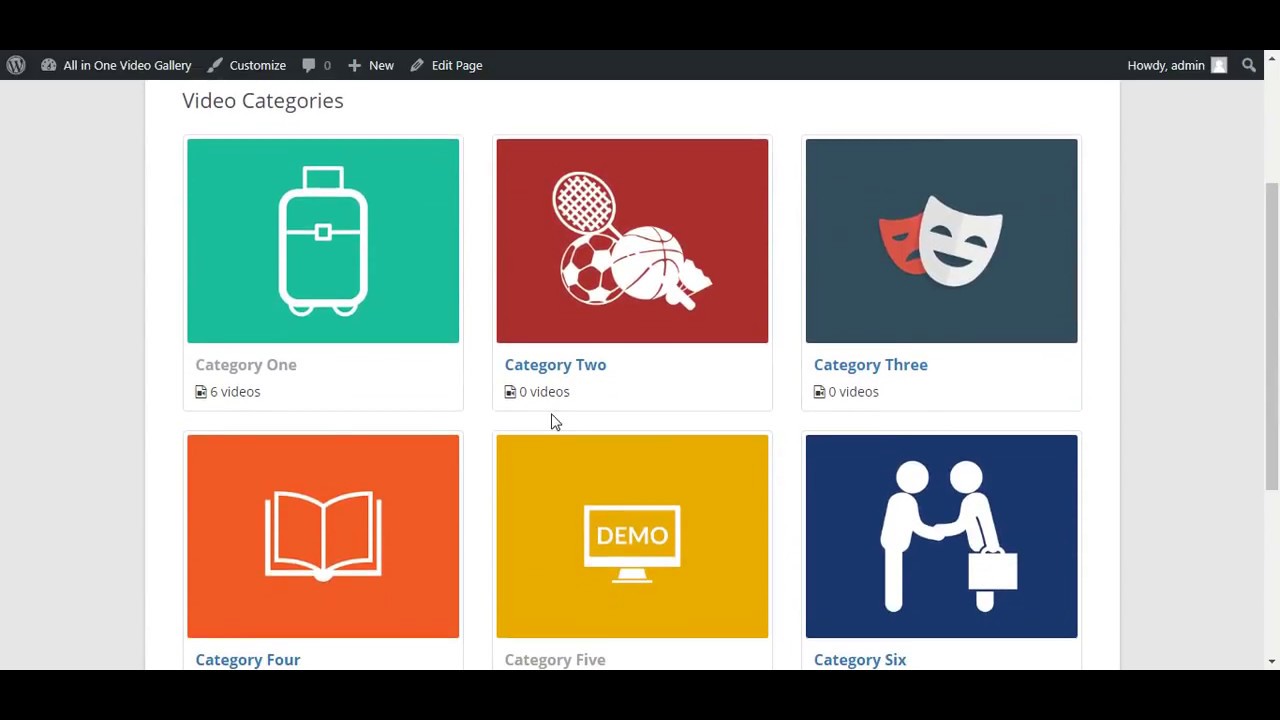 All in One Video Gallery Customize 0 New Edit Page Howdy, admin
Video Categories
DEMO
Category One Category Two Category Three
6 videos 0 videos 0 videos
Category Four Category Five Category Six